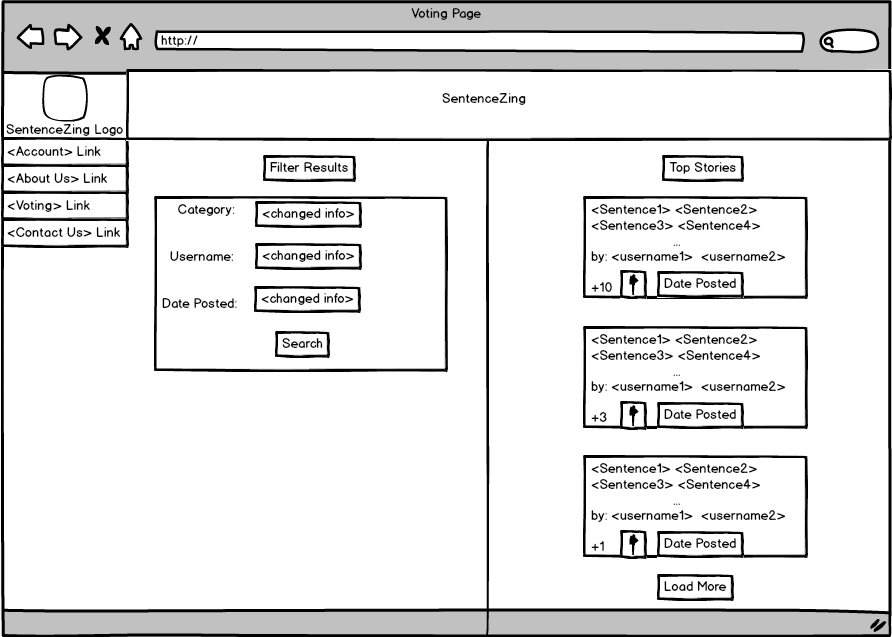 Voting Page
http://
SentenceZing
SentenceZing Logo
<Account> Link
<About Us> Link
<Voting> Link
<Contact Us> Link
Filter Results
Category: <changed info>
Username: <changed info>
Date Posted: <changed info>
Search
Top Stories
<Sentence1> <Sentence2>
<Sentence3> <Sentence4>
...
by: <username1> <username2>
+10 Date Posted
<Sentence1> <Sentence2>
<Sentence3> <Sentence4>
...
by: <username1> <username2>
+3 Date Posted
<Sentence1> <Sentence2>
<Sentence3> <Sentence4>
...
by: <username1> <username2>
+1 Date Posted
Load More